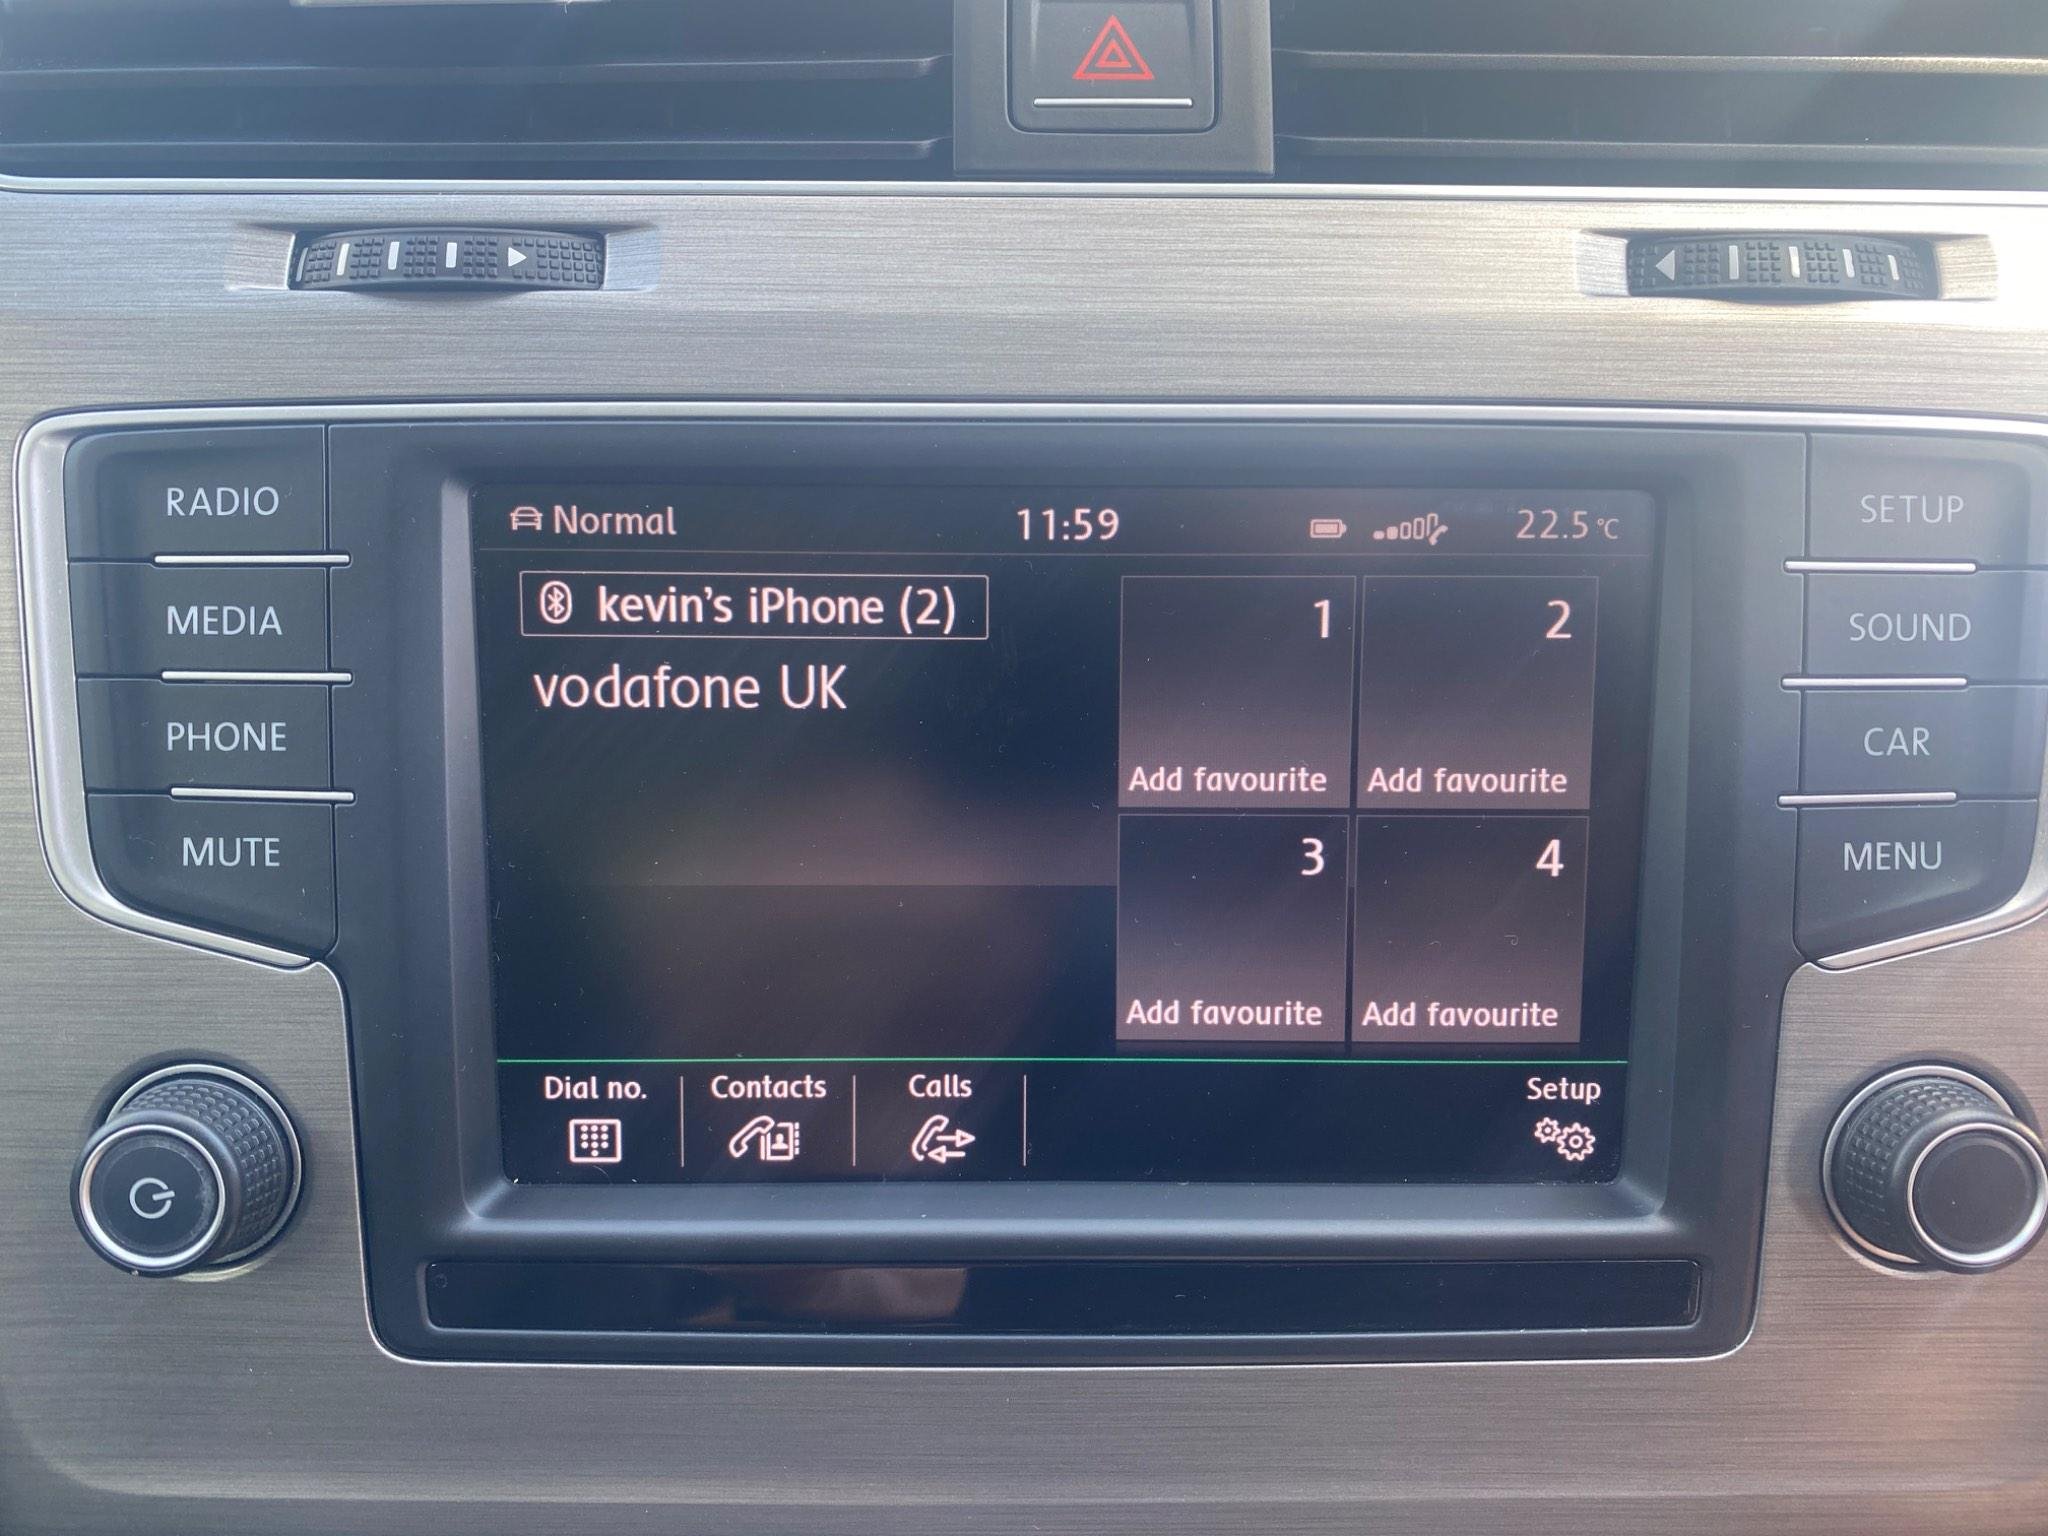 RADIO
MEDIA
PHONE
MUTE
Normal
11:59
22.5 °C
kevin's iPhone (2)
vodafone UK
1
Add favourite
2
Add favourite
3
Add favourite
4
Add favourite
Dial no.
Contacts
Calls
Setup
SETUP
SOUND
CAR
MENU